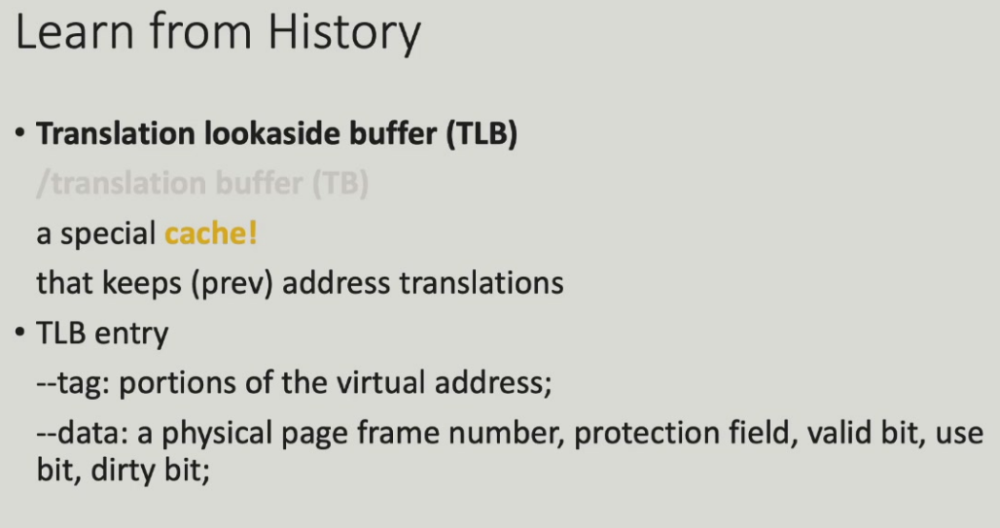 Learn from History
• Translation lookaside buffer (TLB)
/translation buffer (TB)
a special cache!
that keeps (prev) address translations
• TLB entry
--tag: portions of the virtual address;
--data: a physical page frame number, protection field, valid bit, use
bit, dirty bit;